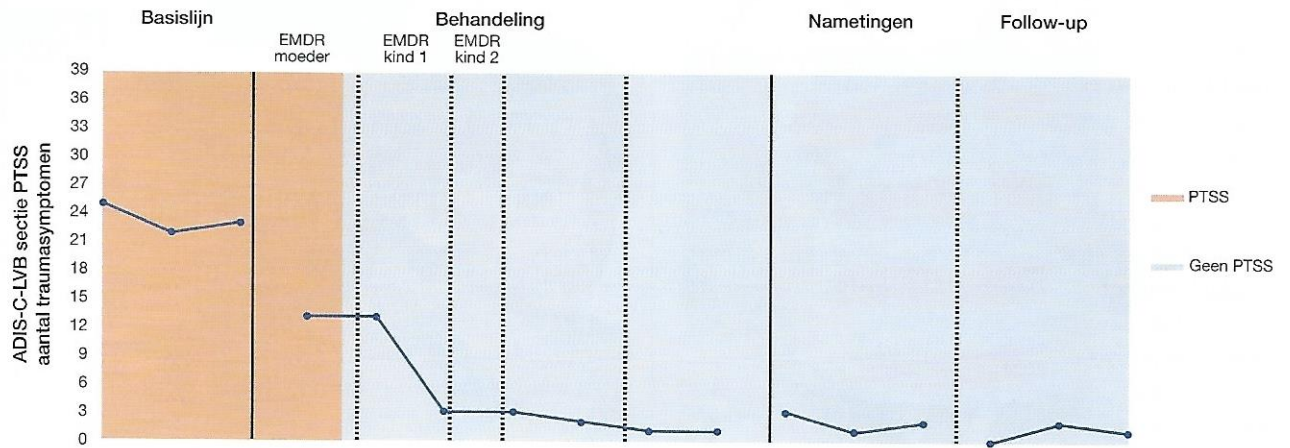 Basislijn
Behandeling
Nametingen
Follow-up
EMDR
moeder
EMDR
kind 1
EMDR
kind 2
39
36
33
30
27
24
21
18
15
12
9
6
3
0
ADIS-C-LVB sectie PTSS
aantal traumasymptomen
PTSS
Geen PTSS